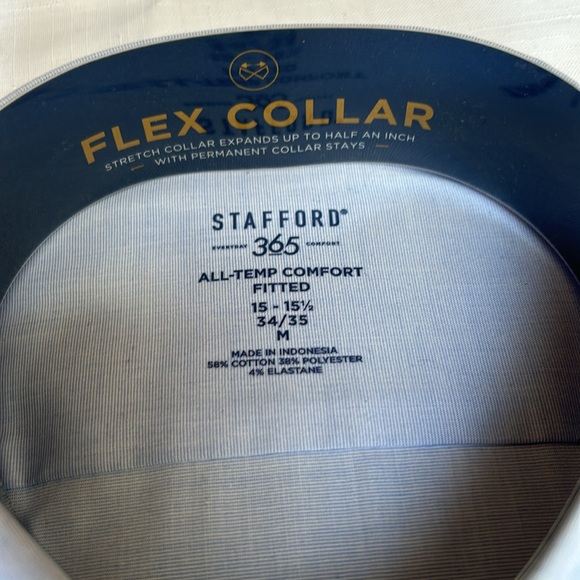 FLEX COLLAR
STRETCH COLLAR EXPANDS UP TO HALF AN INCH
— WITH PERMANENT COLLAR STAYS —
STAFFORD®
EVERYDAY 365 COMFORT
ALL-TEMP COMFORT
FITTED
15 - 15½
34/35
M
MADE IN INDONESIA
58% COTTON 38% POLYESTER
4% ELASTANE